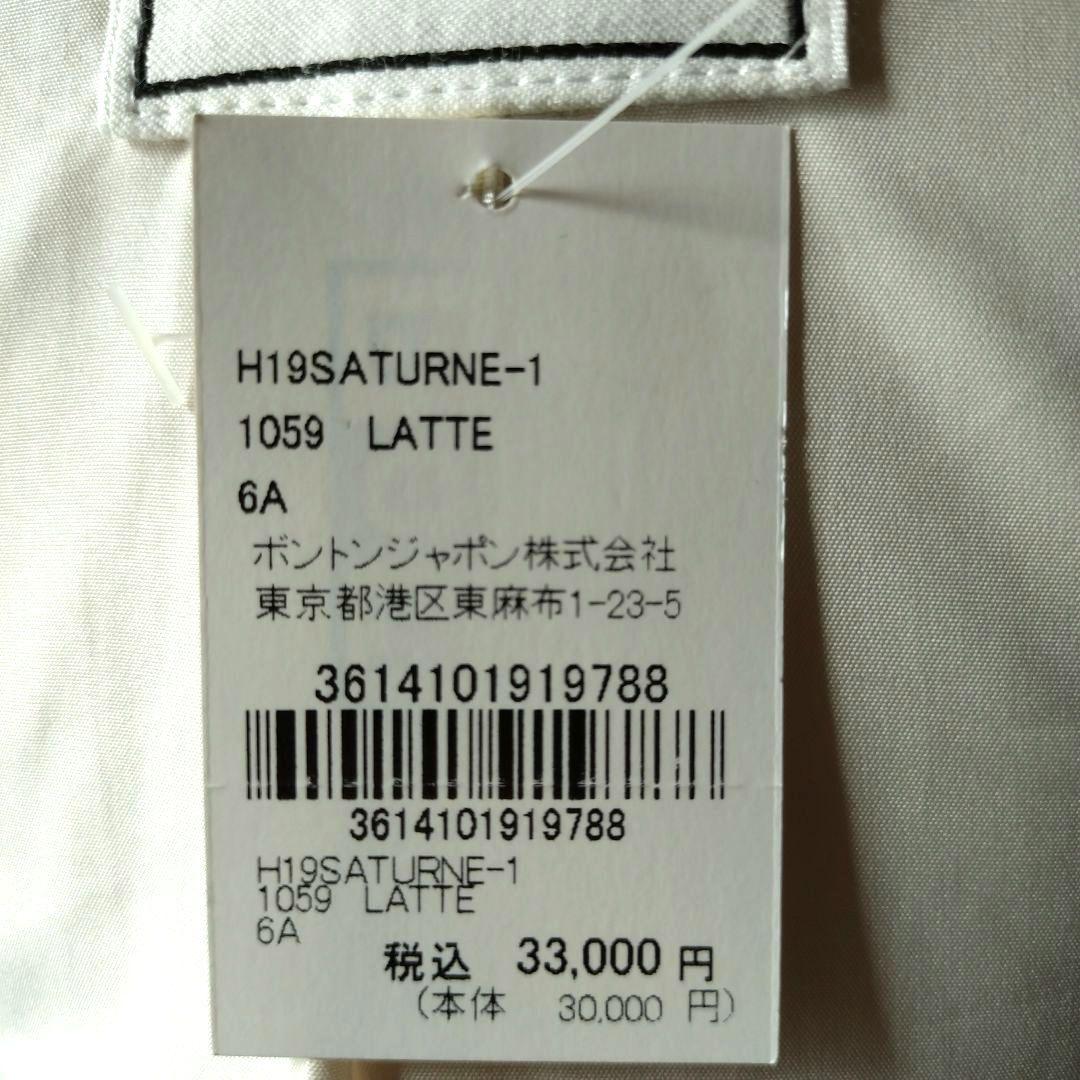 H19SATURNE-1
1059 LATTE
6A
ボントンジャポン株式会社
東京都港区東麻布1-23-5
3614101919788
3614101919788
H19SATURNE-1
1059 LATTE
6A
税込 33,000 円
(本体 30,000 円)